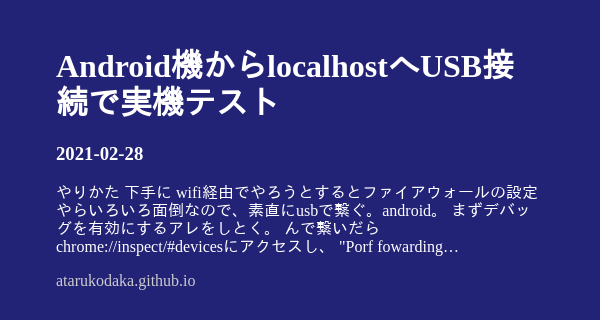 Android機からlocalhostへUSB接
続で実機テスト
2021-02-28
やりかた 下手に wifi経由でやろうとするとファイアウォールの設定
やらいろいろ面倒なので、素直にusbで繋ぐ。android。 まずデバッ
グを有効にするアレをしとく。 んで繋いだら
chrome://inspect/#devicesにアクセスし、 "Porf fowarding…
atarukodaka.github.io